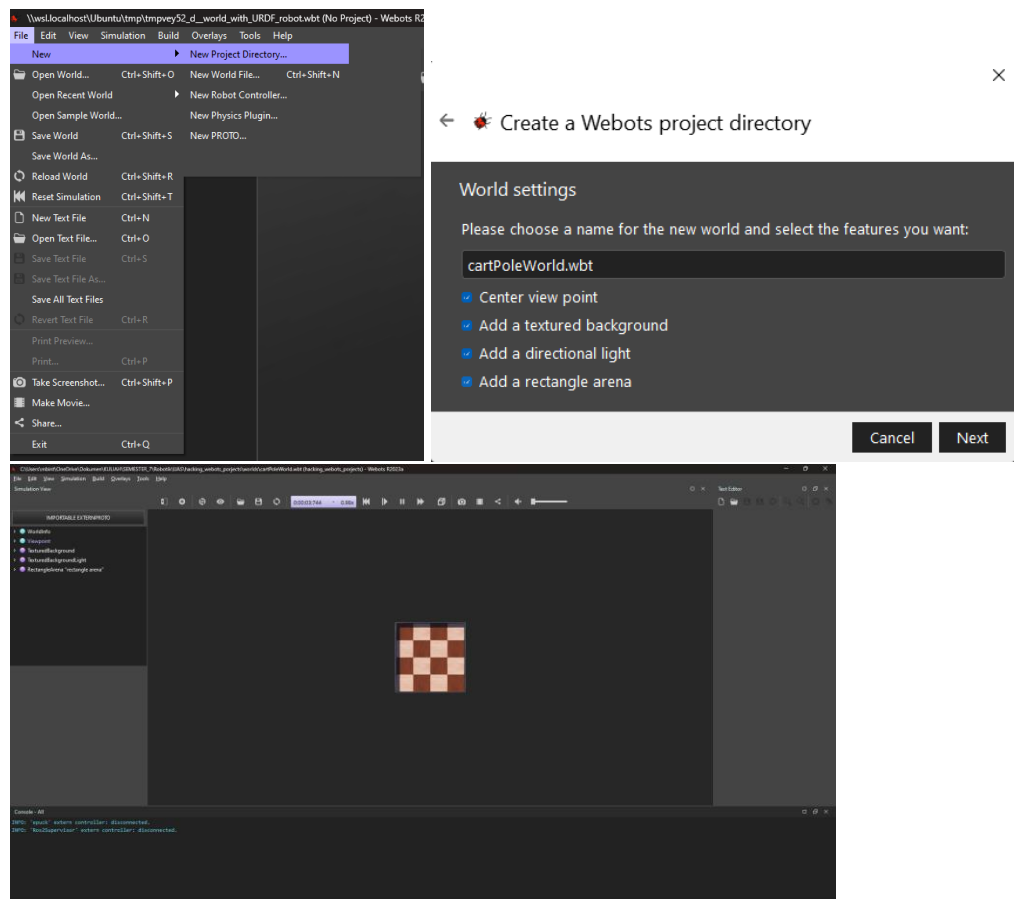 \\wsl.localhost\Ubuntu\tmp\tmpvey52_d__world_with_URDF_robot.wbt (No Project) - Webots R2
File Edit View Simulation Build Overlays Tools Help
New
Open World... Ctrl+Shift+O
Open Recent World
Open Sample World...
Save World Ctrl+Shift+S
Save World As...
Reload World Ctrl+Shift+R
Reset Simulation Ctrl+Shift+T
New Text File Ctrl+N
Open Text File... Ctrl+O
Save Text File Ctrl+S
Save Text File As...
Save All Text Files
Revert Text File Ctrl+R
Print Preview...
Print... Ctrl+P
Take Screenshot... Ctrl+Shift+P
Make Movie...
Share...
Exit Ctrl+Q
New Project Directory...
New World File... Ctrl+Shift+N
New Robot Controller...
New Physics Plugin...
New PROTO...
Create a Webots project directory
World settings
Please choose a name for the new world and select the features you want:
cartPoleWorld.wbt
Center view point
Add a textured background
Add a directional light
Add a rectangle arena
Cancel Next
File Edit View Simulation Build Overlays Tools Help
Simulation View
Text Editor
IMPORTABLE EXTERNPROTO
WorldInfo
Viewpoint
TexturedBackground
TexturedBackgroundLight
RectangleArena "rectangle arena"
Console - All
INFO: 'epuck' extern controller: disconnected.
INFO: 'Ros2Supervisor' extern controller: disconnected.